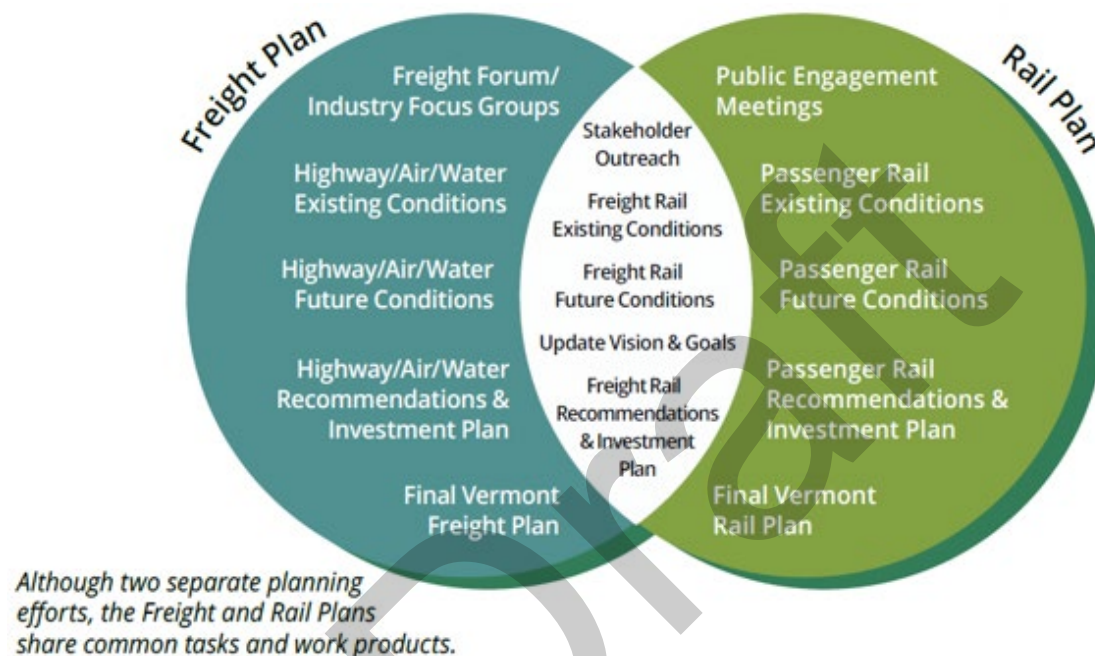 Freight Plan
Freight Forum/
Industry Focus Groups
Highway/Air/Water
Existing Conditions
Highway/Air/Water
Future Conditions
Highway/Air/Water
Recommendations &
Investment Plan
Final Vermont
Freight Plan
Stakeholder
Outreach
Freight Rail
Existing Conditions
Freight Rail
Future Conditions
Update Vision & Goals
Freight Rail
Recommendations
& Investment
Plan
Rail Plan
Public Engagement
Meetings
Passenger Rail
Existing Conditions
Passenger Rail
Future Conditions
Passenger Rail
Recommendations &
Investment Plan
Final Vermont
Rail Plan
Although two separate planning
efforts, the Freight and Rail Plans
share common tasks and work products.
Draft